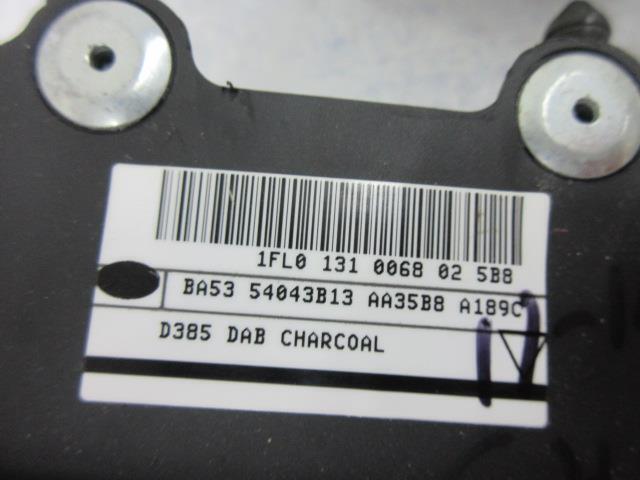 1FL0 131 0068 02 5B8
BA53 54043B13 AA35B8 A189C
D385 DAB CHARCOAL